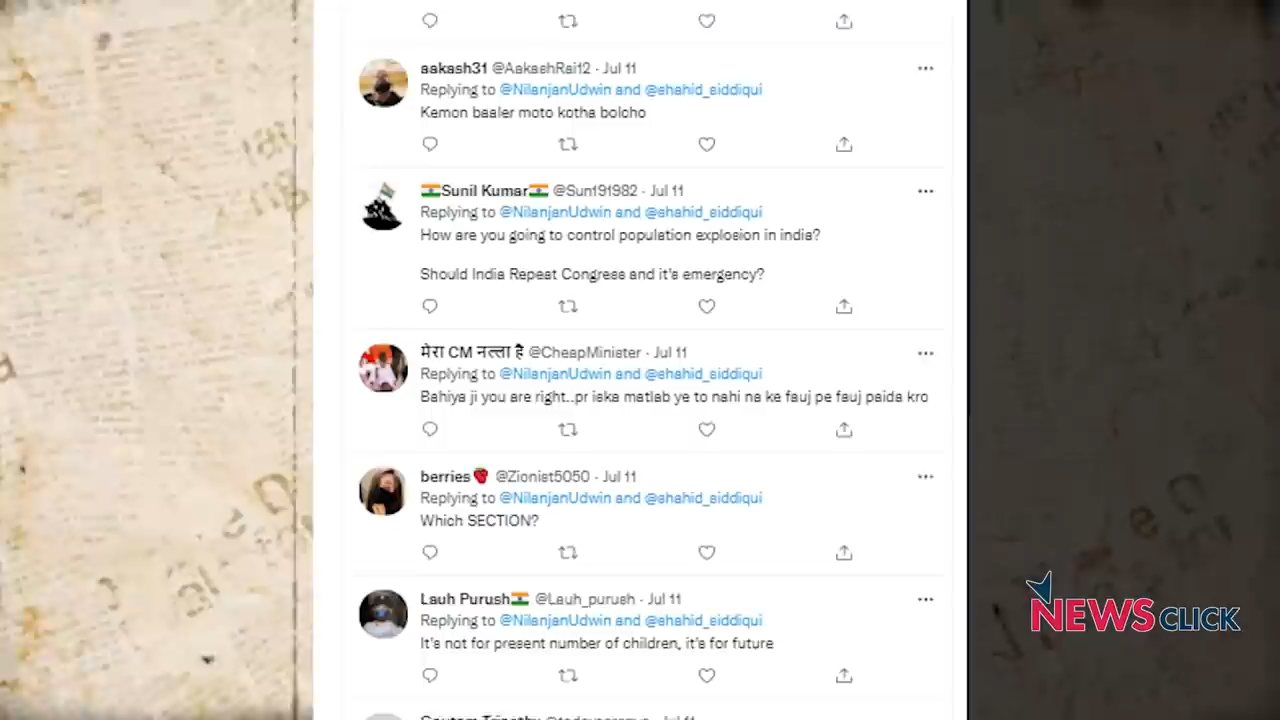 aakash31 @AakashRai12 · Jul 11
Replying to @NilanjanUdwin and @shahid_siddiqui
Kemon baaler moto kotha bolcho
🇮🇳Sunil Kumar🇮🇳 @Sun191982 · Jul 11
Replying to @NilanjanUdwin and @shahid_siddiqui
How are you going to control population explosion in india?
Should India Repeat Congress and it's emergency?
मेरा CM नल्ला है @CheapMinister · Jul 11
Replying to @NilanjanUdwin and @shahid_siddiqui
Bahiya ji you are right..pr iska matlab ye to nahi na ke fauj pe fauj paida kro
berries🍓 @Zionist5050 · Jul 11
Replying to @NilanjanUdwin and @shahid_siddiqui
Which SECTION?
Lauh Purush🇮🇳 @Lauh_purush · Jul 11
Replying to @NilanjanUdwin and @shahid_siddiqui
It's not for present number of children, it's for future
NEWSCLICK